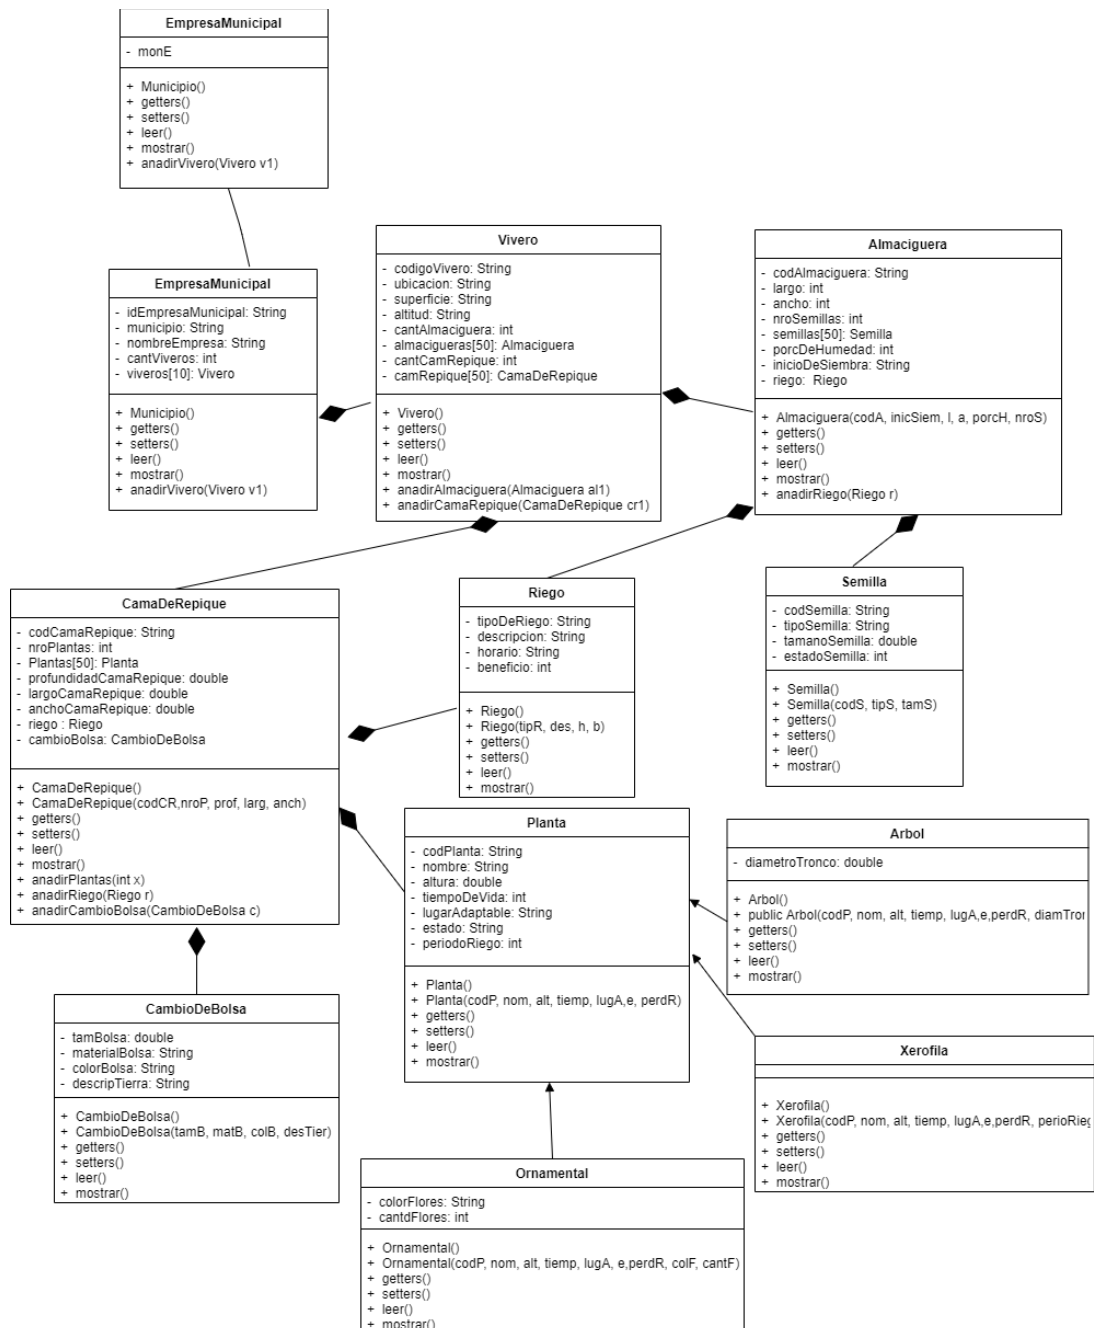 EmpresaMunicipal
- monE
+ Municipio()
+ getters()
+ setters()
+ leer()
+ mostrar()
+ anadirVivero(Vivero v1)
EmpresaMunicipal
- idEmpresaMunicipal: String
- municipio: String
- nombreEmpresa: String
- cantViveros: int
- viveros[10]: Vivero
+ Municipio()
+ getters()
+ setters()
+ leer()
+ mostrar()
+ anadirVivero(Vivero v1)
Vivero
- codigoVivero: String
- ubicacion: String
- superficie: String
- altitud: String
- cantAlmaciguera: int
- almacigueras[50]: Almaciguera
- cantCamRepique: int
- camRepique[50]: CamaDeRepique
+ Vivero()
+ getters()
+ setters()
+ leer()
+ mostrar()
+ anadirAlmaciguera(Almaciguera al1)
+ anadirCamaRepique(CamaDeRepique cr1)
Almaciguera
- codAlmaciguera: String
- largo: int
- ancho: int
- nroSemillas: int
- semillas[50]: Semilla
- porcDeHumedad: int
- inicioDeSiembra: String
- riego: Riego
+ Almaciguera(codA, inicSiem, l, a, porcH, nroS)
+ getters()
+ setters()
+ leer()
+ mostrar()
+ anadirRiego(Riego r)
CamaDeRepique
- codCamaRepique: String
- nroPlantas: int
- Plantas[50]: Planta
- profundidadCamaRepique: double
- largoCamaRepique: double
- anchoCamaRepique: double
- riego : Riego
- cambioBolsa: CambioDeBolsa
+ CamaDeRepique()
+ CamaDeRepique(codCR,nroP, prof, larg, anch)
+ getters()
+ setters()
+ leer()
+ mostrar()
+ anadirPlantas(int x)
+ anadirRiego(Riego r)
+ anadirCambioBolsa(CambioDeBolsa c)
Riego
- tipoDeRiego: String
- descripcion: String
- horario: String
- beneficio: int
+ Riego()
+ Riego(tipR, des, h, b)
+ getters()
+ setters()
+ leer()
+ mostrar()
Semilla
- codSemilla: String
- tipoSemilla: String
- tamanoSemilla: double
- estadoSemilla: int
+ Semilla()
+ Semilla(codS, tipS, tamS)
+ getters()
+ setters()
+ leer()
+ mostrar()
Planta
- codPlanta: String
- nombre: String
- altura: double
- tiempoDeVida: int
- lugarAdaptable: String
- estado: String
- periodoRiego: int
+ Planta()
+ Planta(codP, nom, alt, tiemp, lugA,e, perdR)
+ getters()
+ setters()
+ leer()
+ mostrar()
Arbol
- diametroTronco: double
+ Arbol()
+ public Arbol(codP, nom, alt, tiemp, lugA,e,perdR, diamTron
+ getters()
+ setters()
+ leer()
+ mostrar()
CambioDeBolsa
- tamBolsa: double
- materialBolsa: String
- colorBolsa: String
- descripTierra: String
+ CambioDeBolsa()
+ CambioDeBolsa(tamB, matB, colB, desTier)
+ getters()
+ setters()
+ leer()
+ mostrar()
Xerofila
+ Xerofila()
+ Xerofila(codP, nom, alt, tiemp, lugA,e,perdR, perioRieg
+ getters()
+ setters()
+ leer()
+ mostrar()
Ornamental
- colorFlores: String
- cantdFlores: int
+ Ornamental()
+ Ornamental(codP, nom, alt, tiemp, lugA, e,perdR, colF, cantF)
+ getters()
+ setters()
+ leer()
+ mostrar()